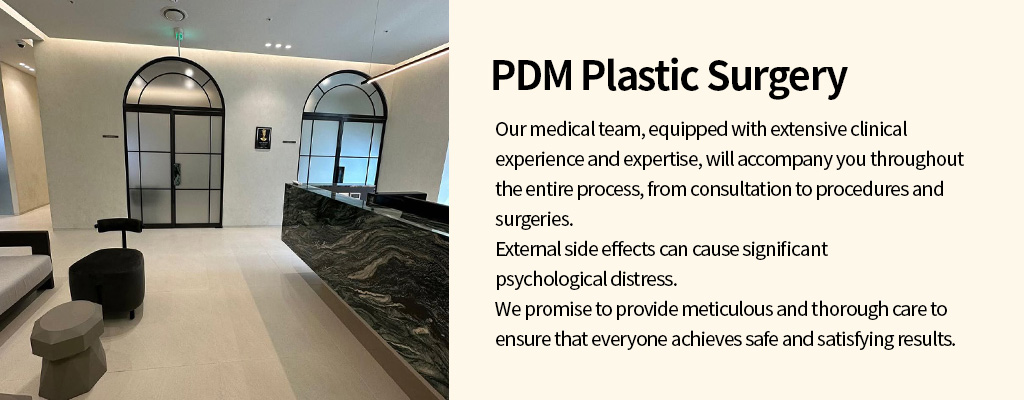 PDM Plastic Surgery
Our medical team, equipped with extensive clinical
experience and expertise, will accompany you throughout
the entire process, from consultation to procedures and
surgeries.
External side effects can cause significant
psychological distress.
We promise to provide meticulous and thorough care to
ensure that everyone achieves safe and satisfying results.